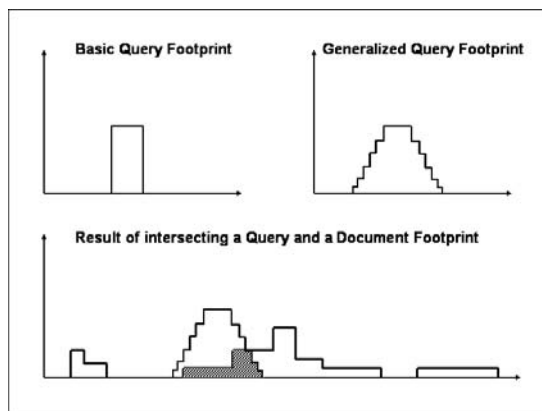 Basic Query Footprint
Generalized Query Footprint
Result of intersecting a Query and a Document Footprint